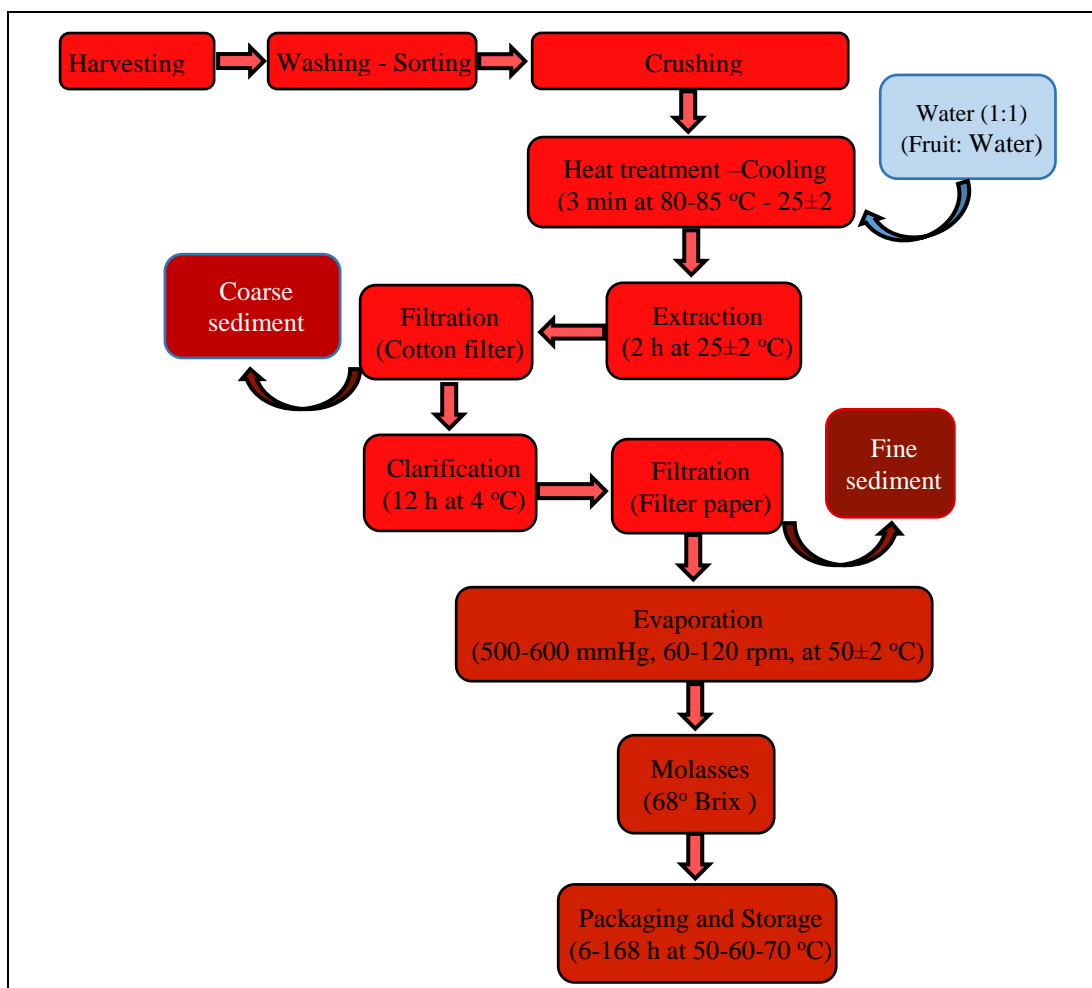 Harvesting
Washing - Sorting
Crushing
Water (1:1)
(Fruit: Water)
Heat treatment –Cooling
(3 min at 80-85 ºC - 25±2
Coarse
sediment
Filtration
(Cotton filter)
Extraction
(2 h at 25±2 ºC)
Clarification
(12 h at 4 ºC)
Filtration
(Filter paper)
Fine
sediment
Evaporation
(500-600 mmHg, 60-120 rpm, at 50±2 ºC)
Molasses
(68º Brix )
Packaging and Storage
(6-168 h at 50-60-70 ºC)